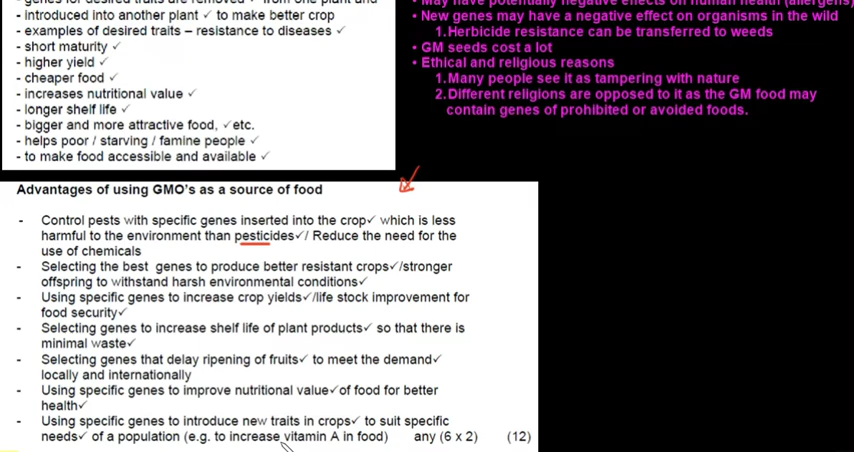 genes for desired traits are removed ✓ from one plant and
- introduced into another plant ✓ to make better crop
- examples of desired traits – resistance to diseases ✓
- short maturity ✓
- higher yield ✓
- cheaper food ✓
- increases nutritional value ✓
- longer shelf life ✓
- bigger and more attractive food, ✓etc.
- helps poor / starving / famine people ✓
- to make food accessible and available ✓
• May have potentially negative effects on human health (allergens)
• New genes may have a negative effect on organisms in the wild
1.Herbicide resistance can be transferred to weeds
• GM seeds cost a lot
• Ethical and religious reasons
1.Many people see it as tampering with nature
2.Different religions are opposed to it as the GM food may
contain genes of prohibited or avoided foods.
Advantages of using GMO's as a source of food
- Control pests with specific genes inserted into the crop✓ which is less
harmful to the environment than pesticides✓/ Reduce the need for the
use of chemicals
- Selecting the best genes to produce better resistant crops✓/stronger
offspring to withstand harsh environmental conditions✓
- Using specific genes to increase crop yields✓/life stock improvement for
food security✓
- Selecting genes to increase shelf life of plant products✓ so that there is
minimal waste✓
- Selecting genes that delay ripening of fruits✓ to meet the demand✓
locally and internationally
- Using specific genes to improve nutritional value✓of food for better
health✓
- Using specific genes to introduce new traits in crops✓ to suit specific
needs✓ of a population (e.g. to increase vitamin A in food) any (6 x 2) (12)